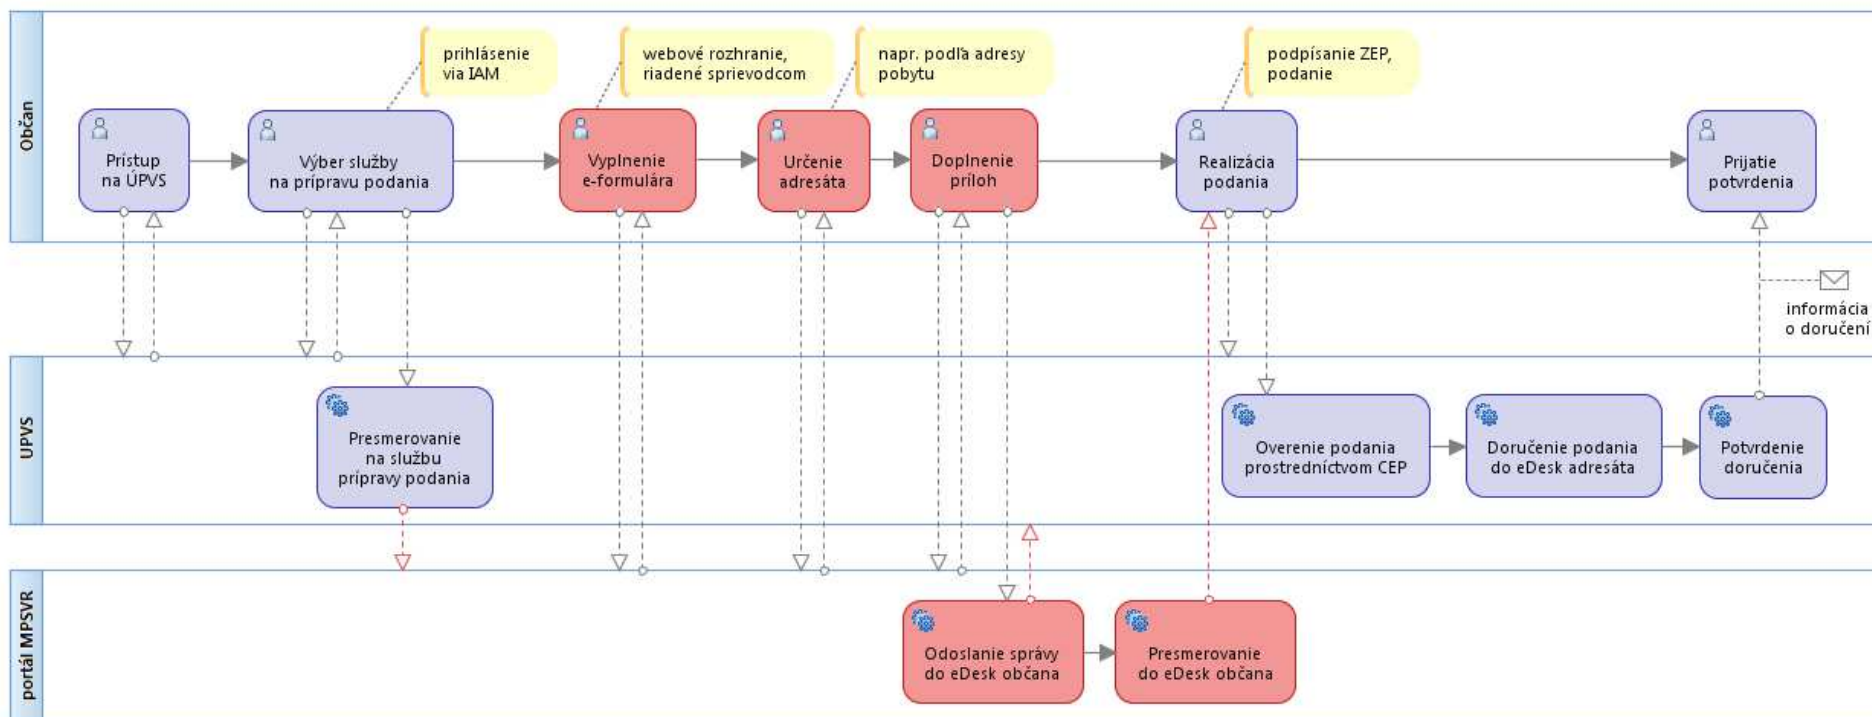 Občan
prihlásenie
via IAM
webové rozhranie,
riadené sprievodcom
napr. podľa adresy
pobytu
podpísanie ZEP,
podanie
Prístup
na ÚPVS
Výber služby
na prípravu podania
Vyplnenie
e-formulára
Určenie
adresáta
Doplnenie
príloh
Realizácia
podania
Prijatie
potvrdenia
informácia
o doručení
UPVS
Presmerovanie
na službu
prípravy podania
Overenie podania
prostredníctvom CEP
Doručenie podania
do eDesk adresáta
Potvrdenie
doručenia
portál MPSVR
Odoslanie správy
do eDesk občana
Presmerovanie
do eDesk občana